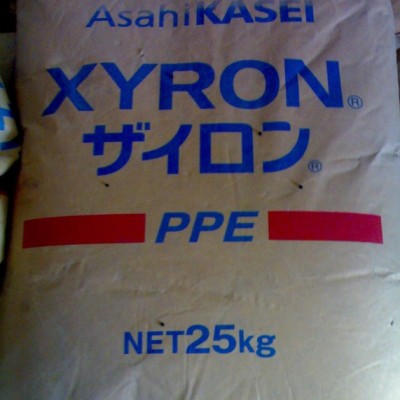 AsahiKASEI
XYRON®
ザイロン®
PPE
NET25kg